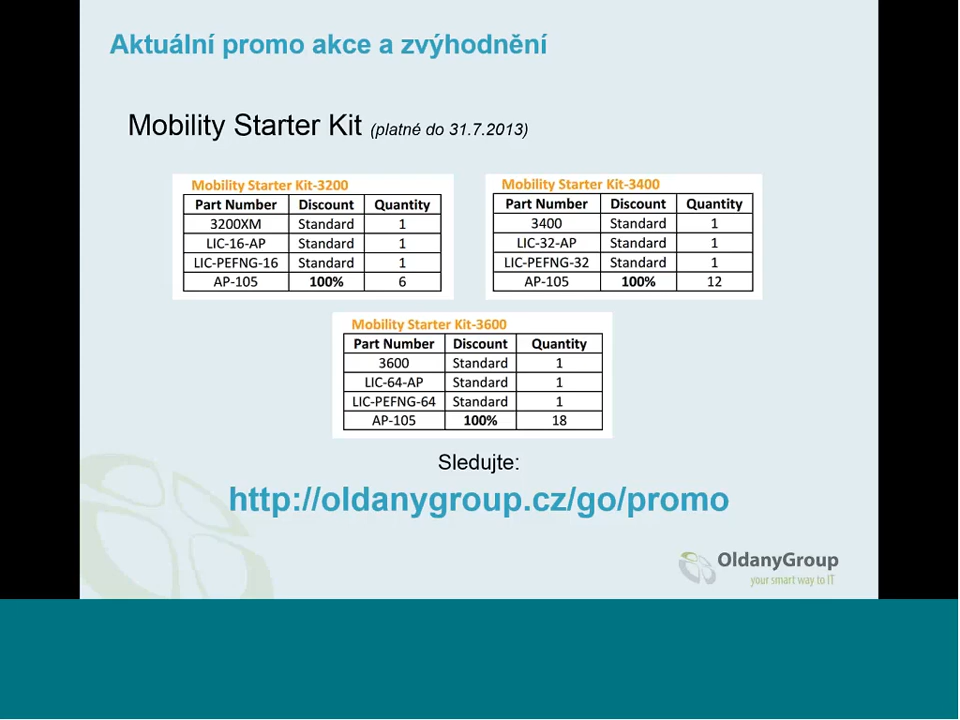 Aktuální promo akce a zvýhodnění
Mobility Starter Kit (platné do 31.7.2013)
Mobility Starter Kit-3200
Part Number Discount Quantity
3200XM Standard 1
LIC-16-AP Standard 1
LIC-PEFNG-16 Standard 1
AP-105 100% 6
Mobility Starter Kit-3400
Part Number Discount Quantity
3400 Standard 1
LIC-32-AP Standard 1
LIC-PEFNG-32 Standard 1
AP-105 100% 12
Mobility Starter Kit-3600
Part Number Discount Quantity
3600 Standard 1
LIC-64-AP Standard 1
LIC-PEFNG-64 Standard 1
AP-105 100% 18
Sledujte:
http://oldanygroup.cz/go/promo
OldanyGroup
your smart way to IT